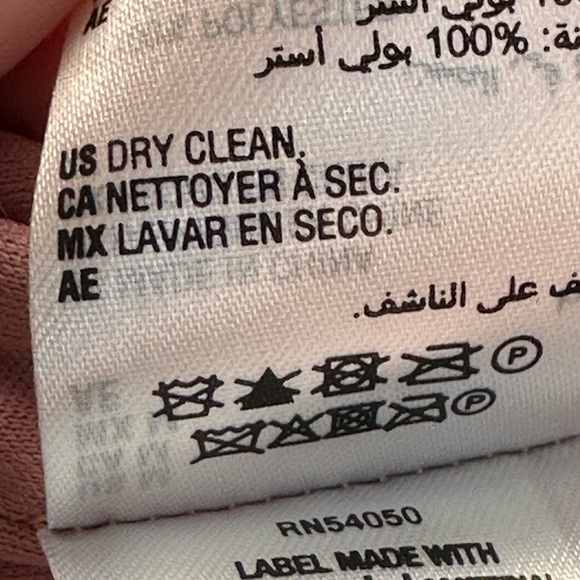 AE
بولي أستر %100
US DRY CLEAN.
CA NETTOYER À SEC.
MX LAVAR EN SECO.
AE
على الناشف.
P
P
RN54050
LABEL MADE WITH